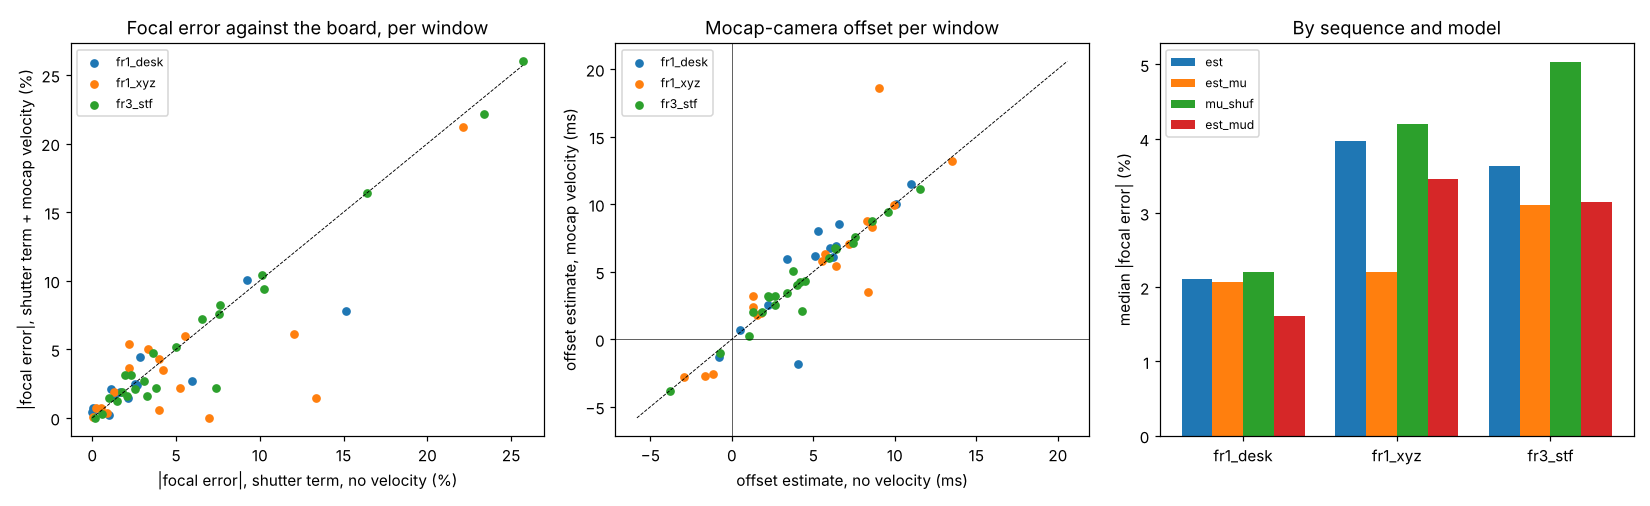 Focal error against the board, per window
|focal error|, shutter term + mocap velocity (%)
fr1_desk
fr1_xyz
fr3_stf
25
20
15
10
5
0
0
5
10
15
20
25
|focal error|, shutter term, no velocity (%)
Mocap-camera offset per window
offset estimate, mocap velocity (ms)
fr1_desk
fr1_xyz
fr3_stf
20
15
10
5
0
−5
−5
0
5
10
15
20
offset estimate, no velocity (ms)
By sequence and model
median |focal error| (%)
est
est_mu
mu_shuf
est_mud
5
4
3
2
1
0
fr1_desk
fr1_xyz
fr3_stf